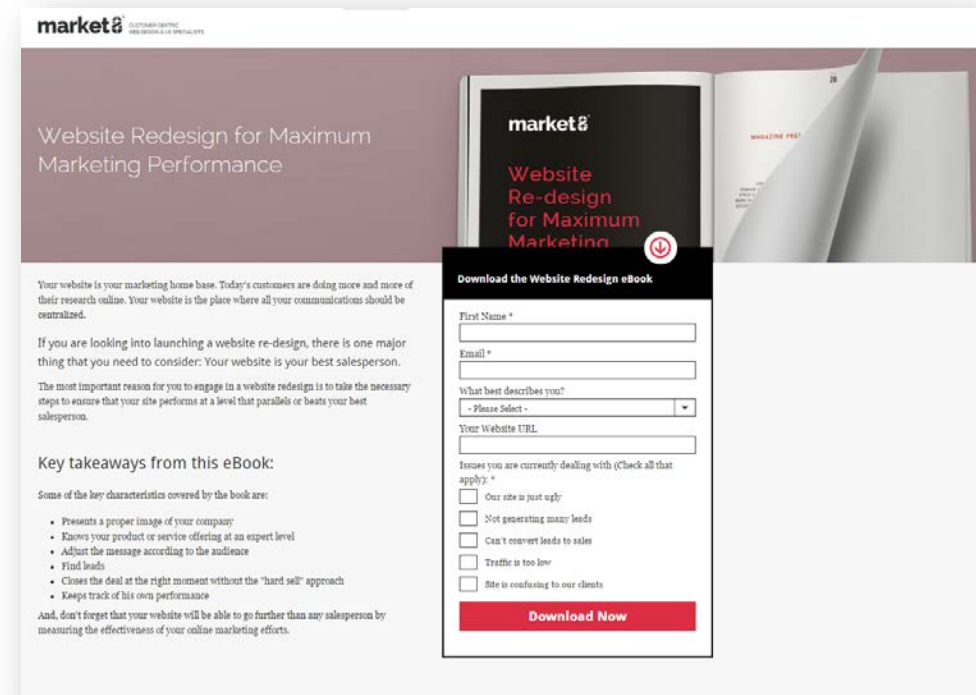 market8
CUSTOMER CENTRIC
WEB DESIGN & UX SPECIALISTS
Website Redesign for Maximum
Marketing Performance
market8
Website
Re-design
for Maximum
Marketing
28
MAGAZINE
Your website is your marketing home base. Today's customers are doing more and more of
their research online. Your website is the place where all your communications should be
centralized.
If you are looking into launching a website re-design, there is one major
thing that you need to consider: Your website is your best salesperson.
The most important reason for you to engage in a website redesign is to take the necessary
steps to ensure that your site performs at a level that parallels or beats your best
salesperson.
Key takeaways from this eBook:
Some of the key characteristics covered by the book are:
• Presents a proper image of your company
• Knows your product or service offering at an expert level
• Adjust the message according to the audience
• Find leads
• Closes the deal at the right moment without the "hard sell" approach
• Keeps track of his own performance
And, don't forget that your website will be able to go further than any salesperson by
measuring the effectiveness of your online marketing efforts.
Download the Website Redesign eBook
First Name *
Email *
What best describes you?
- Please Select -
Your Website URL
Issues you are currently dealing with (Check all that
apply): *
Our site is just ugly
Not generating many leads
Can't convert leads to sales
Traffic is too low
Site is confusing to our clients
Download Now